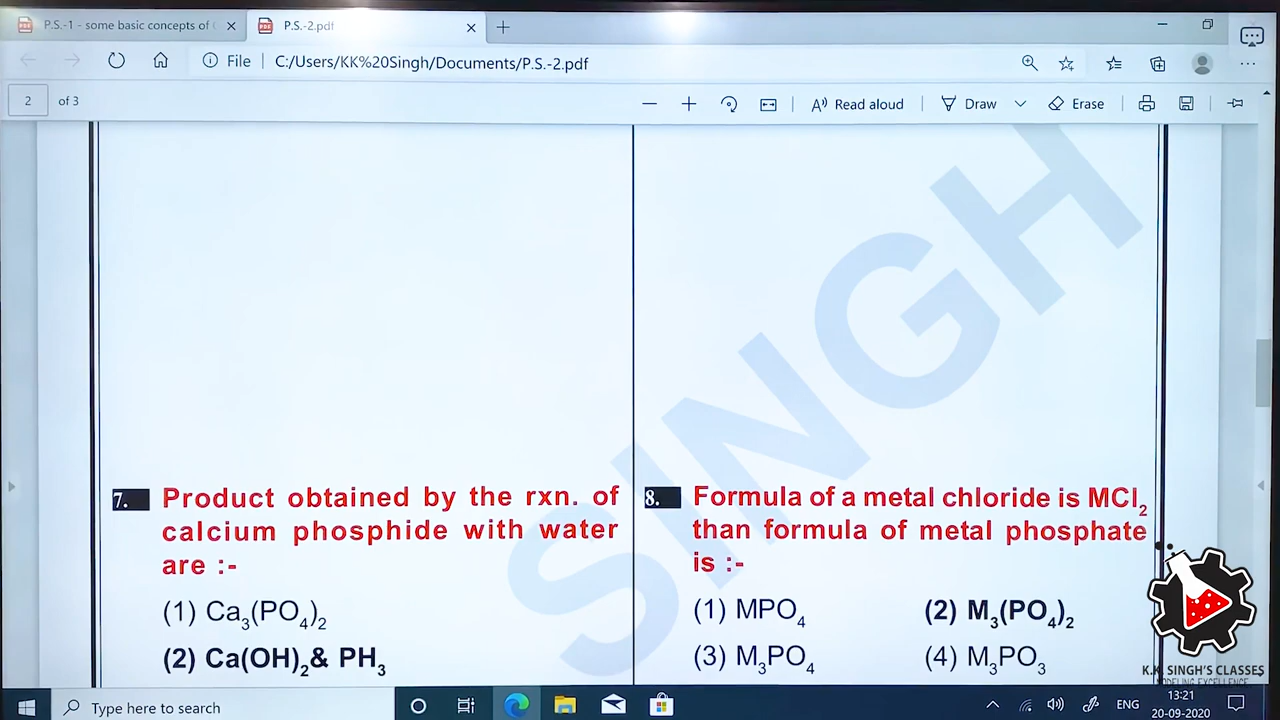 P.S.-1 - some basic concepts of
P.S.-2.pdf
File
C:/Users/KK%20Singh/Documents/P.S.-2.pdf
2 of 3
Read aloud
Draw
Erase
SINGH
7. Product obtained by the rxn. of
calcium phosphide with water
are :-
(1) Ca₃(PO₄)₂
(2) Ca(OH)₂& PH₃
8. Formula of a metal chloride is MCl₂
than formula of metal phosphate
is :-
(1) MPO₄ (2) M₃(PO₄)₂
(3) M₃PO₄ (4) M₃PO₃
K.K. SINGH'S CLASSES
MODELING EXCELLENCE
Type here to search
ENG
13:21
20-09-2020